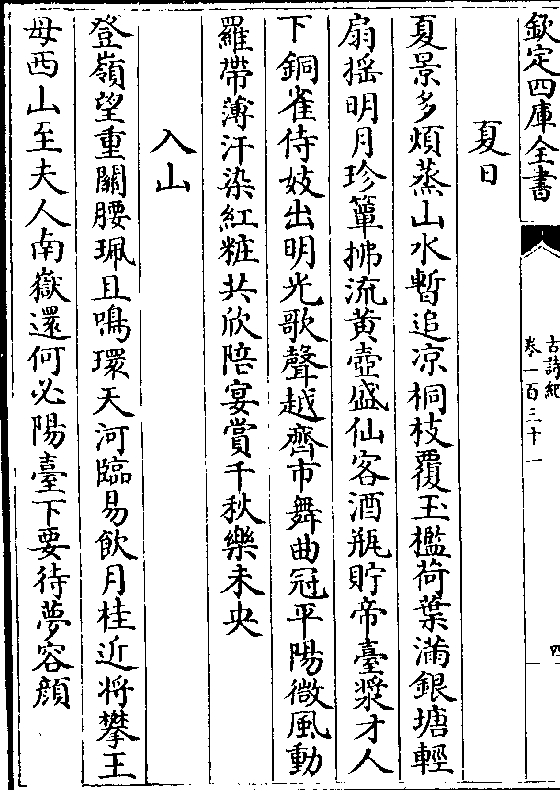 欽定四庫全書
古詩紀
卷一百三十一
四
夏日
夏景多煩蒸山水暫追凉桐枝覆玉檻荷葉滿銀塘輕
扇搖明月珍簟拂流黄壺盛仙客酒瓶貯帝臺漿才人
下銅雀侍妓出明光歌聲越齊市舞曲冠平陽微風動
羅帶薄汗染紅粧共欣陪宴賞千秋樂未央
入山
登嶺望重關腰珮且鳴環天河臨易飲月桂近將攀王
母西山至夫人南嶽還何必陽臺下要待夢容顔